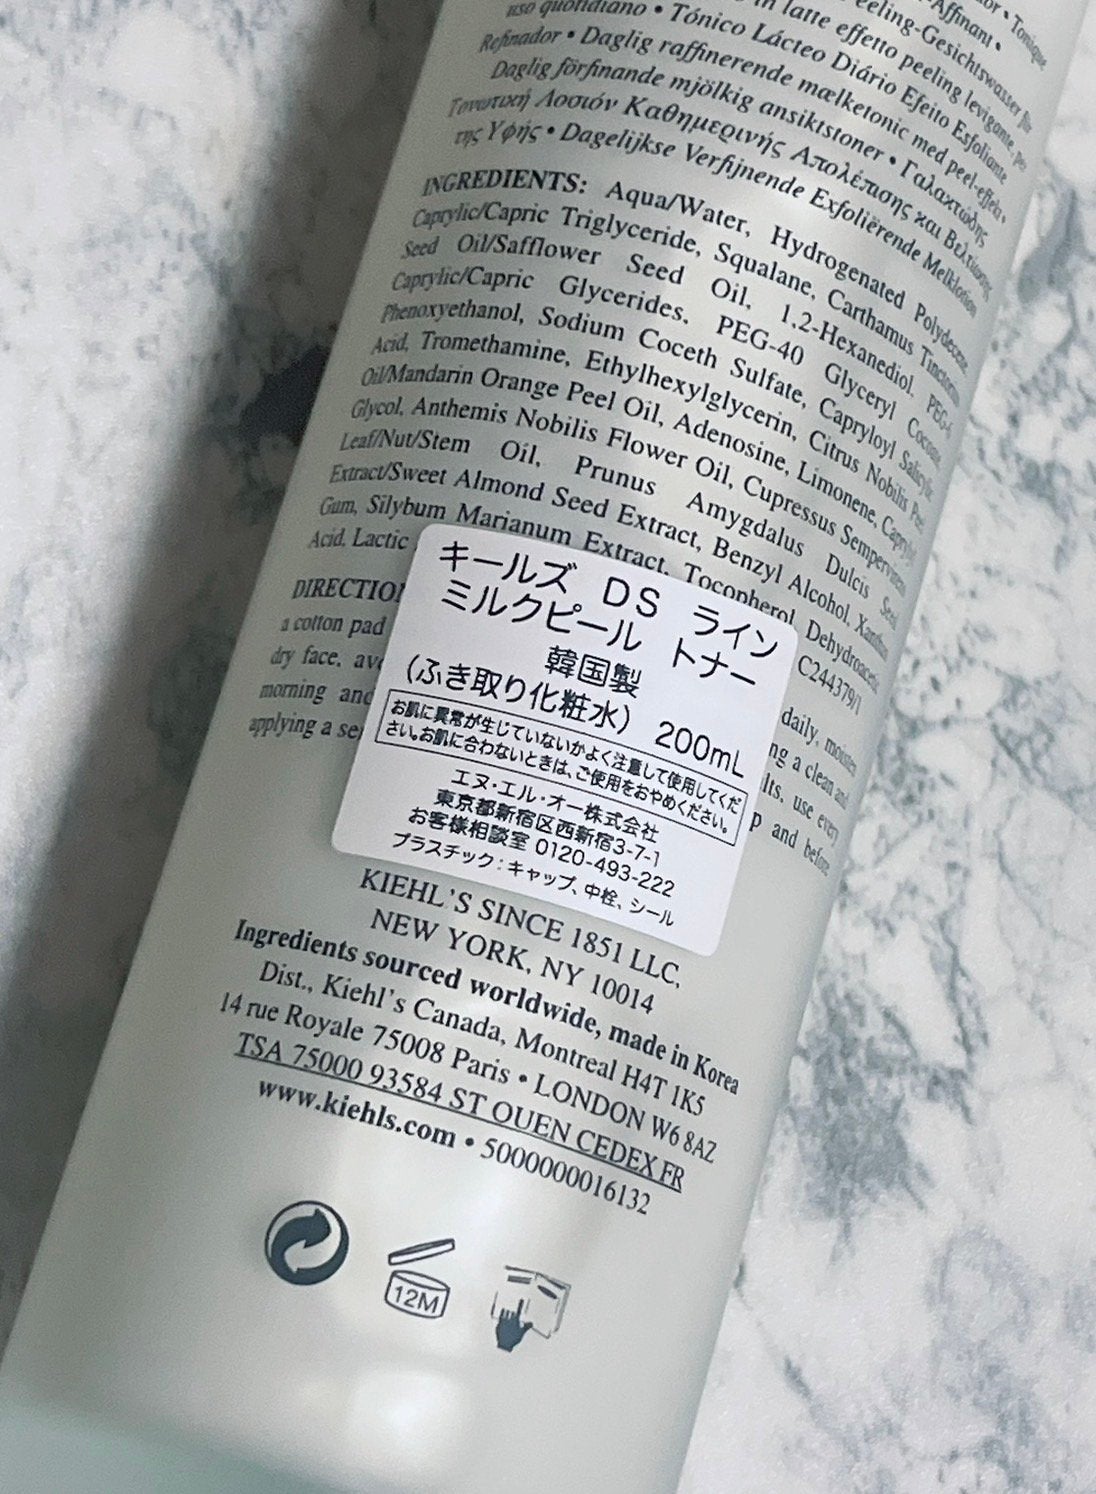 Affinant •
Peeling-Gesichtswasser für
in latte effetto peeling levigante, per
uso quotidiano • Tónico Lácteo Diário Efeito Esfoliante
Refinador • Daglig raffinerende mælketonic med peel-effekt •
Daglig förfinande mjölkig ansiktstoner • Γαλακτώδης
Τονωτική Λοσιόν Καθημερινής Απολέπισης και Βελτίωσης
της Υφής • Dagelijkse Verfijnende Exfoliërende Melklotion
INGREDIENTS: Aqua/Water, Hydrogenated Polydecene,
Caprylic/Capric Triglyceride, Squalane, Carthamus Tinctorius
Seed Oil/Safflower Seed Oil, 1,2-Hexanediol, PEG-6
Caprylic/Capric Glycerides, PEG-40 Glyceryl Cocoate,
Phenoxyethanol, Sodium Coceth Sulfate, Capryloyl Salicylic
Acid, Tromethamine, Ethylhexylglycerin, Citrus Nobilis Peel
Oil/Mandarin Orange Peel Oil, Adenosine, Limonene, Caprylyl
Glycol, Anthemis Nobilis Flower Oil, Cupressus Sempervirens
Leaf/Nut/Stem Oil, Prunus Amygdalus Dulcis Seed
Extract/Sweet Almond Seed Extract, Benzyl Alcohol, Xanthan
Gum, Silybum Marianum Extract, Tocopherol, Dehydroacetic
Acid, Lactic C244379/1
a cotton pad daily, moisten
dry face, ng a clean and
morning and lts, use every
applying a se p and before
キールズ DS ライン
ミルクピール トナー
韓国製
(ふき取り化粧水) 200mL
お肌に異常が生じていないかよく注意して使用してくだ
さい。お肌に合わないときは、ご使用をおやめください。
エヌ・エル・オー株式会社
東京都新宿区西新宿3-7-1
お客様相談室 0120-493-222
プラスチック：キャップ、中栓、シール
KIEHL'S SINCE 1851 LLC,
NEW YORK, NY 10014
Ingredients sourced worldwide, made in Korea
Dist., Kiehl's Canada, Montreal H4T 1K5
14 rue Royale 75008 Paris • LONDON W6 8AZ
TSA 75000 93584 ST OUEN CEDEX FR
www.kiehls.com • 5000000016132
12M